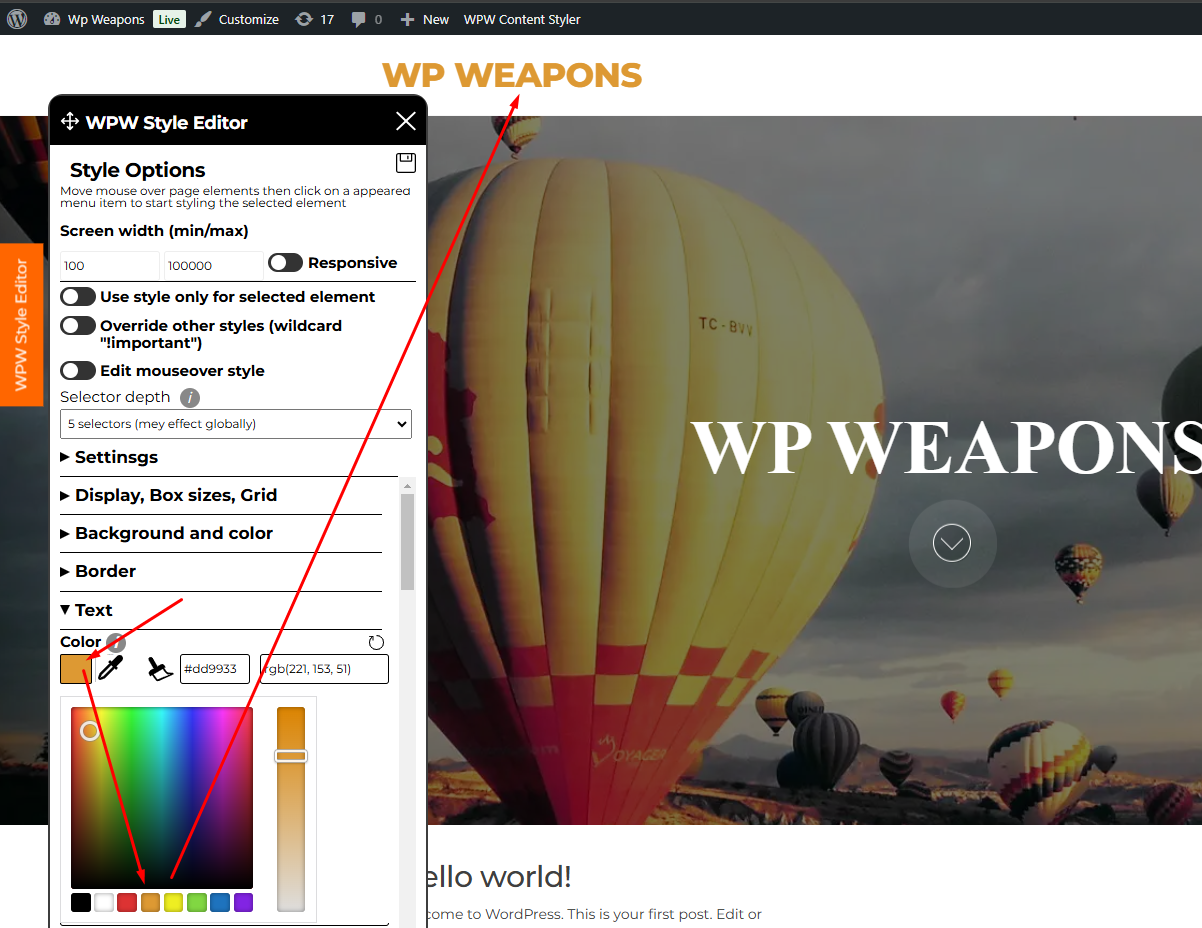 Wp Weapons Live Customize 17 0 New WPW Content Styler
WP WEAPONS
WPW Style Editor
Style Options
Move mouse over page elements then click on a appeared
menu item to start styling the selected element
Screen width (min/max)
100 100000 Responsive
Use style only for selected element
Override other styles (wildcard
"!important")
Edit mouseover style
Selector depth i
5 selectors (mey effect globally)
Settinsgs
Display, Box sizes, Grid
Background and color
Border
Text
Color
#dd9933 rgb(221, 153, 51)
WPW Style Editor
TC-BVV
WP WEAPONS
VOYAGER
ello world!
come to WordPress. This is your first post. Edit or